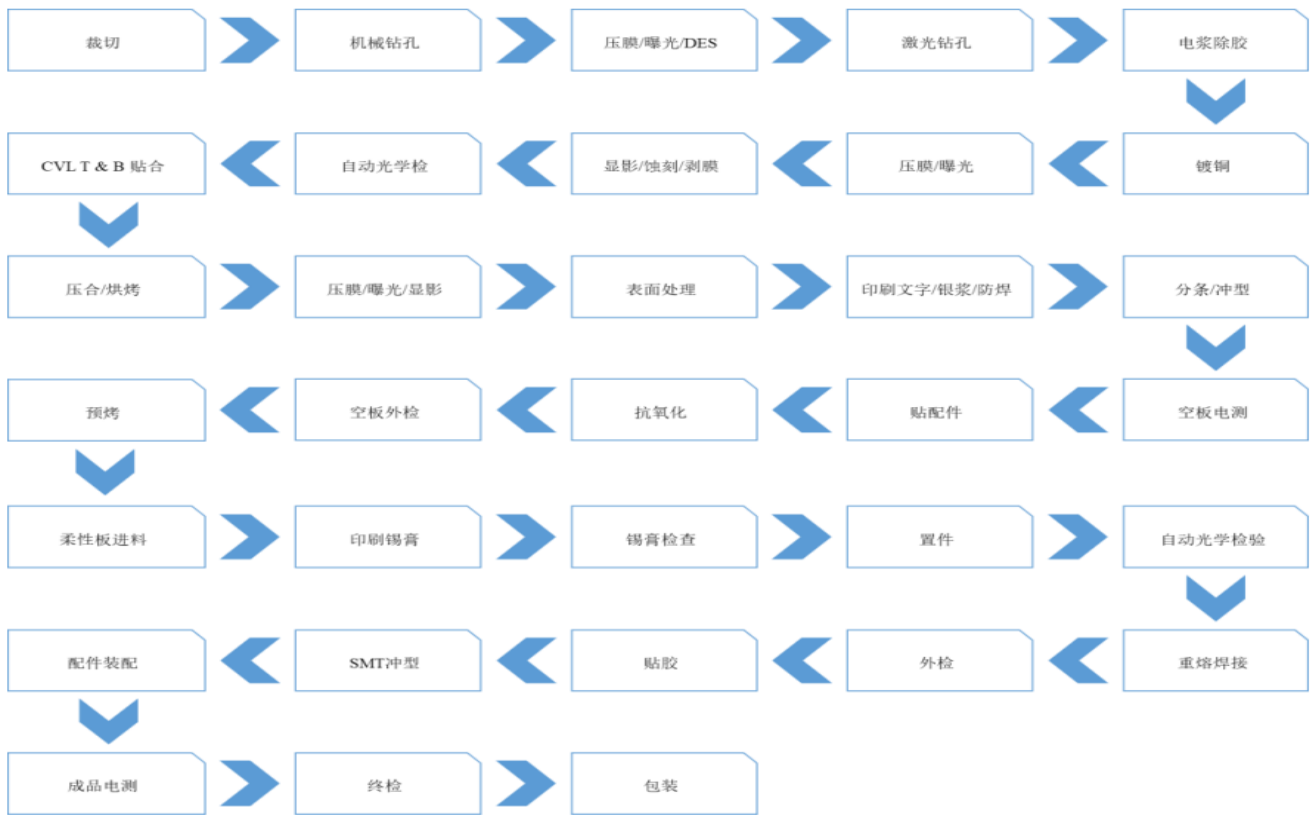 裁切
机械钻孔
压膜/曝光/DES
激光钻孔
电浆除胶
镀铜
压膜/曝光
显影/蚀刻/剥膜
自动光学检
CVL T & B 贴合
压合/烘烤
压膜/曝光/显影
表面处理
印刷文字/银浆/防焊
分条/冲型
空板电测
贴配件
抗氧化
空板外检
预烤
柔性板进料
印刷锡膏
锡膏检查
置件
自动光学检验
重熔焊接
外检
贴胶
SMT冲型
配件装配
成品电测
终检
包装